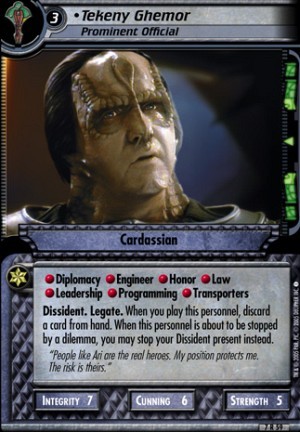 3
•Tekeny Ghemor
Prominent Official
Cardassian
•Diplomacy •Engineer •Honor •Law
•Leadership •Programming •Transporters
Dissident. Legate. When you play this personnel, discard
a card from hand. When this personnel is about to be stopped
by a dilemma, you may stop your Dissident present instead.
"People like Ari are the real heroes. My position protects me.
The risk is theirs."
INTEGRITY 7 CUNNING 6 STRENGTH 5